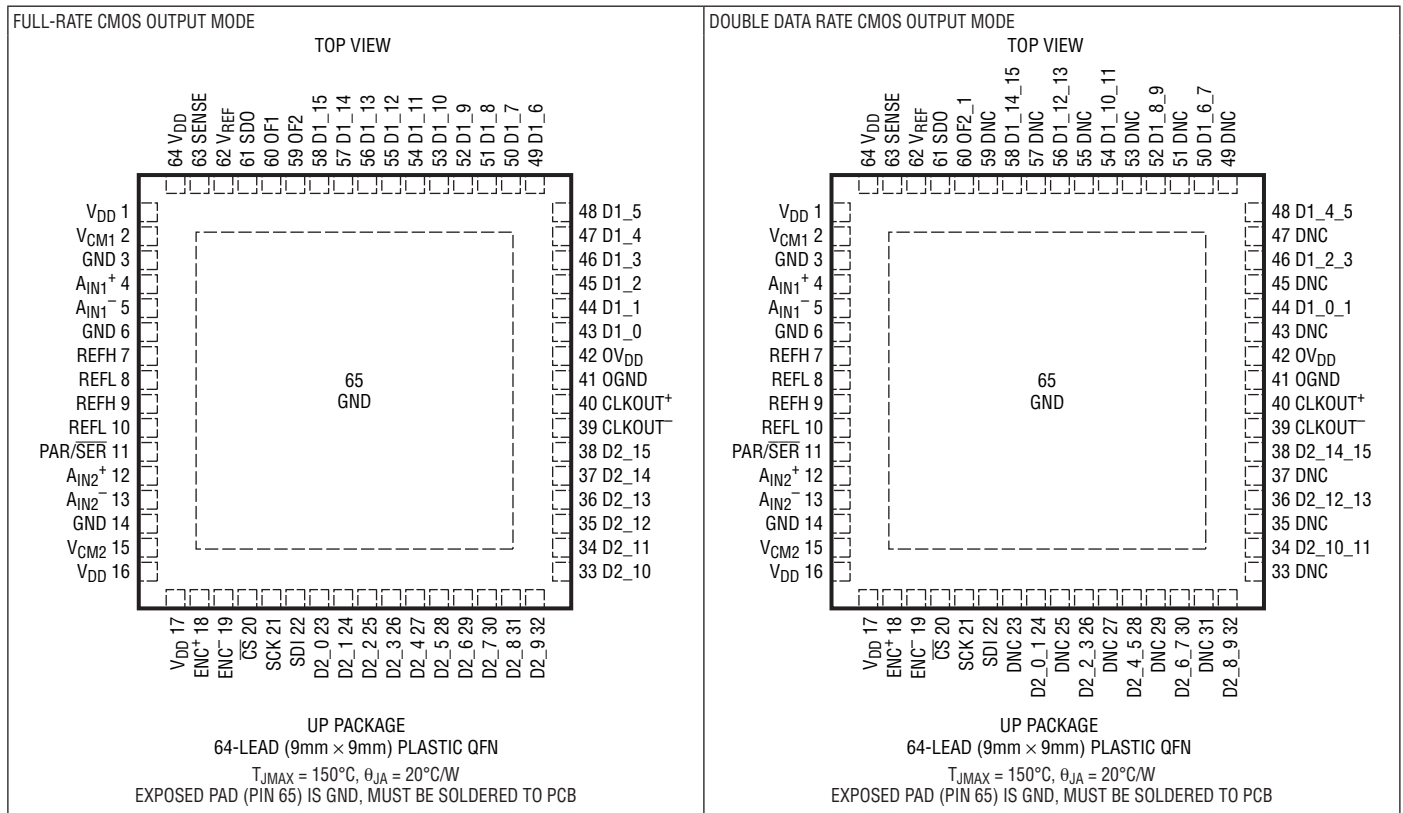 FULL-RATE CMOS OUTPUT MODE
TOP VIEW
64 VDD
63 SENSE
62 VREF
61 SDO
60 OF1
59 OF2
58 D1_15
57 D1_14
56 D1_13
55 D1_12
54 D1_11
53 D1_10
52 D1_9
51 D1_8
50 D1_7
49 D1_6
VDD 1
VCM1 2
GND 3
AIN1+ 4
AIN1– 5
GND 6
REFH 7
REFL 8
REFH 9
REFL 10
PAR/S̅E̅R̅ 11
AIN2+ 12
AIN2– 13
GND 14
VCM2 15
VDD 16
65
GND
48 D1_5
47 D1_4
46 D1_3
45 D1_2
44 D1_1
43 D1_0
42 OVDD
41 OGND
40 CLKOUT+
39 CLKOUT–
38 D2_15
37 D2_14
36 D2_13
35 D2_12
34 D2_11
33 D2_10
VDD 17
ENC+ 18
ENC– 19
C̅S̅ 20
SCK 21
SDI 22
D2_0 23
D2_1 24
D2_2 25
D2_3 26
D2_4 27
D2_5 28
D2_6 29
D2_7 30
D2_8 31
D2_9 32
UP PACKAGE
64-LEAD (9mm × 9mm) PLASTIC QFN
TJMAX = 150°C, θJA = 20°C/W
EXPOSED PAD (PIN 65) IS GND, MUST BE SOLDERED TO PCB
DOUBLE DATA RATE CMOS OUTPUT MODE
TOP VIEW
64 VDD
63 SENSE
62 VREF
61 SDO
60 OF2_1
59 DNC
58 D1_14_15
57 DNC
56 D1_12_13
55 DNC
54 D1_10_11
53 DNC
52 D1_8_9
51 DNC
50 D1_6_7
49 DNC
VDD 1
VCM1 2
GND 3
AIN1+ 4
AIN1– 5
GND 6
REFH 7
REFL 8
REFH 9
REFL 10
PAR/S̅E̅R̅ 11
AIN2+ 12
AIN2– 13
GND 14
VCM2 15
VDD 16
65
GND
48 D1_4_5
47 DNC
46 D1_2_3
45 DNC
44 D1_0_1
43 DNC
42 OVDD
41 OGND
40 CLKOUT+
39 CLKOUT–
38 D2_14_15
37 DNC
36 D2_12_13
35 DNC
34 D2_10_11
33 DNC
VDD 17
ENC+ 18
ENC– 19
C̅S̅ 20
SCK 21
SDI 22
DNC 23
D2_0_1 24
DNC 25
D2_2_3 26
DNC 27
D2_4_5 28
DNC 29
D2_6_7 30
DNC 31
D2_8_9 32
UP PACKAGE
64-LEAD (9mm × 9mm) PLASTIC QFN
TJMAX = 150°C, θJA = 20°C/W
EXPOSED PAD (PIN 65) IS GND, MUST BE SOLDERED TO PCB